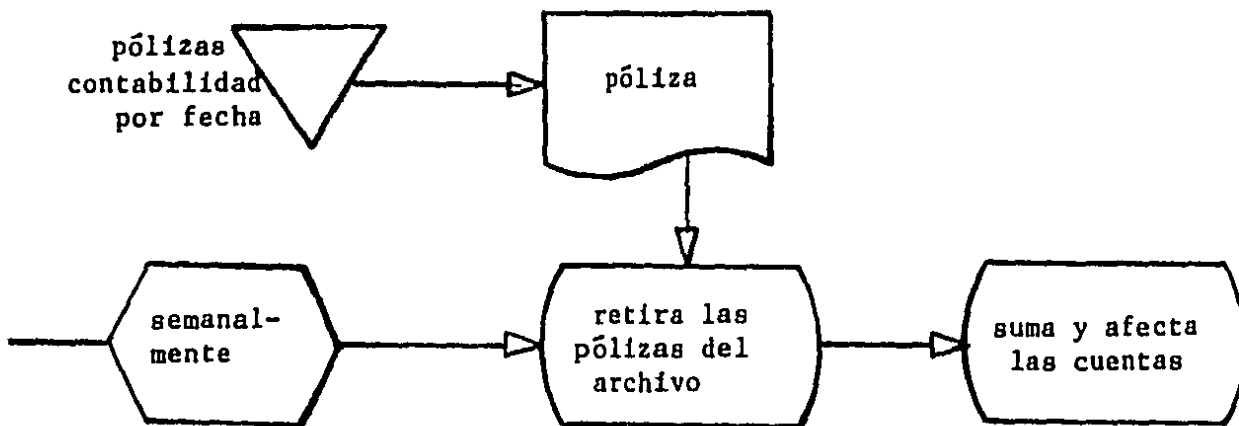 pólizas
contabilidad
por fecha
póliza
semanal-
mente
retira las
pólizas del
archivo
suma y afecta
las cuentas